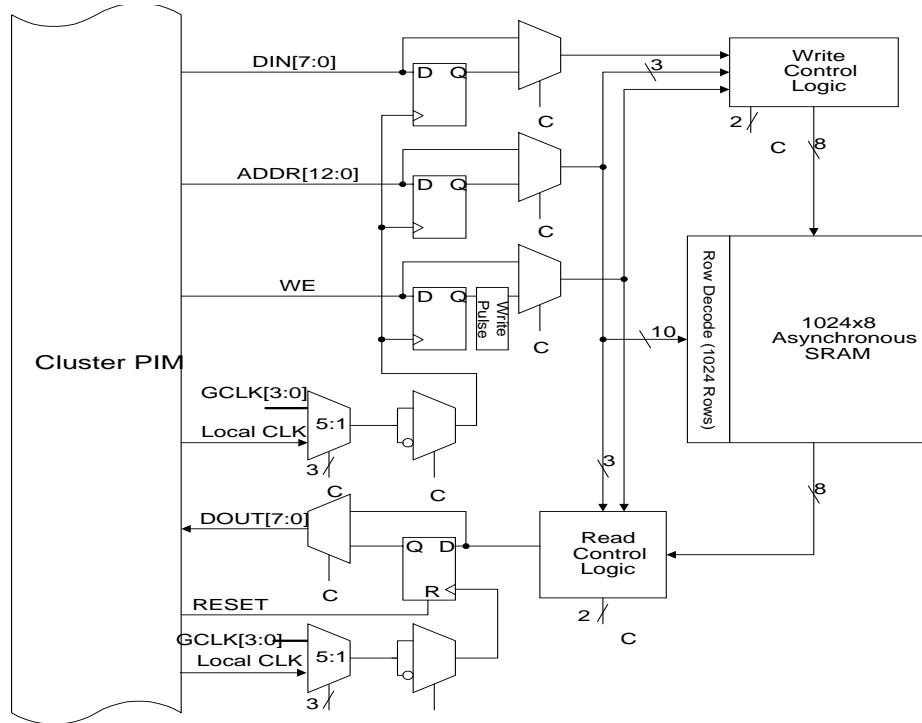 DIN[7:0]
D Q
C
3
Write
Control
Logic
2
C
8
ADDR[12:0]
D Q
C
WE
D Q
Write
Pulse
C
10
Row Decode (1024 Rows)
1024x8
Asynchronous
SRAM
Cluster PIM
GCLK[3:0]
Local CLK
5:1
3
C
C
3
8
DOUT[7:0]
C
Q D
R
Read
Control
Logic
2
C
RESET
GCLK[3:0]
Local CLK
5:1
3